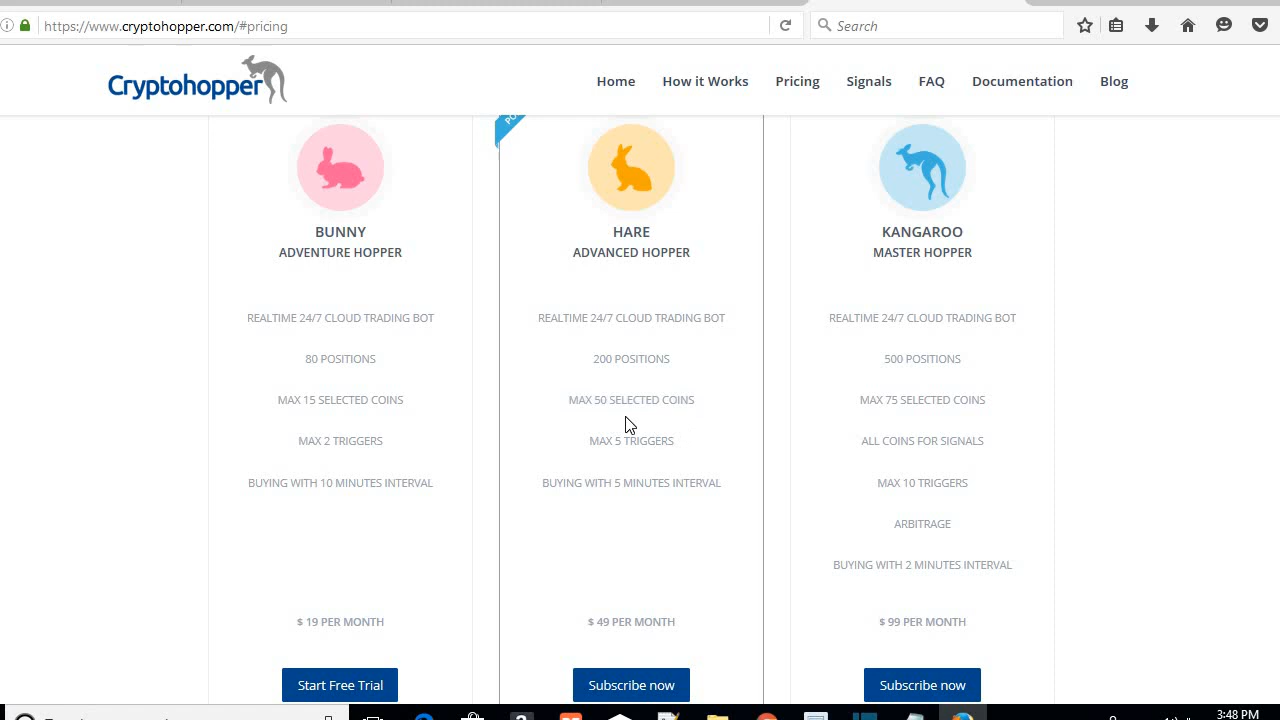 https://www.cryptohopper.com/#pricing
Search
Cryptohopper
Home How it Works Pricing Signals FAQ Documentation Blog
BUNNY
ADVENTURE HOPPER
REALTIME 24/7 CLOUD TRADING BOT
80 POSITIONS
MAX 15 SELECTED COINS
MAX 2 TRIGGERS
BUYING WITH 10 MINUTES INTERVAL
$ 19 PER MONTH
Start Free Trial
HARE
ADVANCED HOPPER
REALTIME 24/7 CLOUD TRADING BOT
200 POSITIONS
MAX 50 SELECTED COINS
MAX 5 TRIGGERS
BUYING WITH 5 MINUTES INTERVAL
$ 49 PER MONTH
Subscribe now
KANGAROO
MASTER HOPPER
REALTIME 24/7 CLOUD TRADING BOT
500 POSITIONS
MAX 75 SELECTED COINS
ALL COINS FOR SIGNALS
MAX 10 TRIGGERS
ARBITRAGE
BUYING WITH 2 MINUTES INTERVAL
$ 99 PER MONTH
Subscribe now
3:48 PM